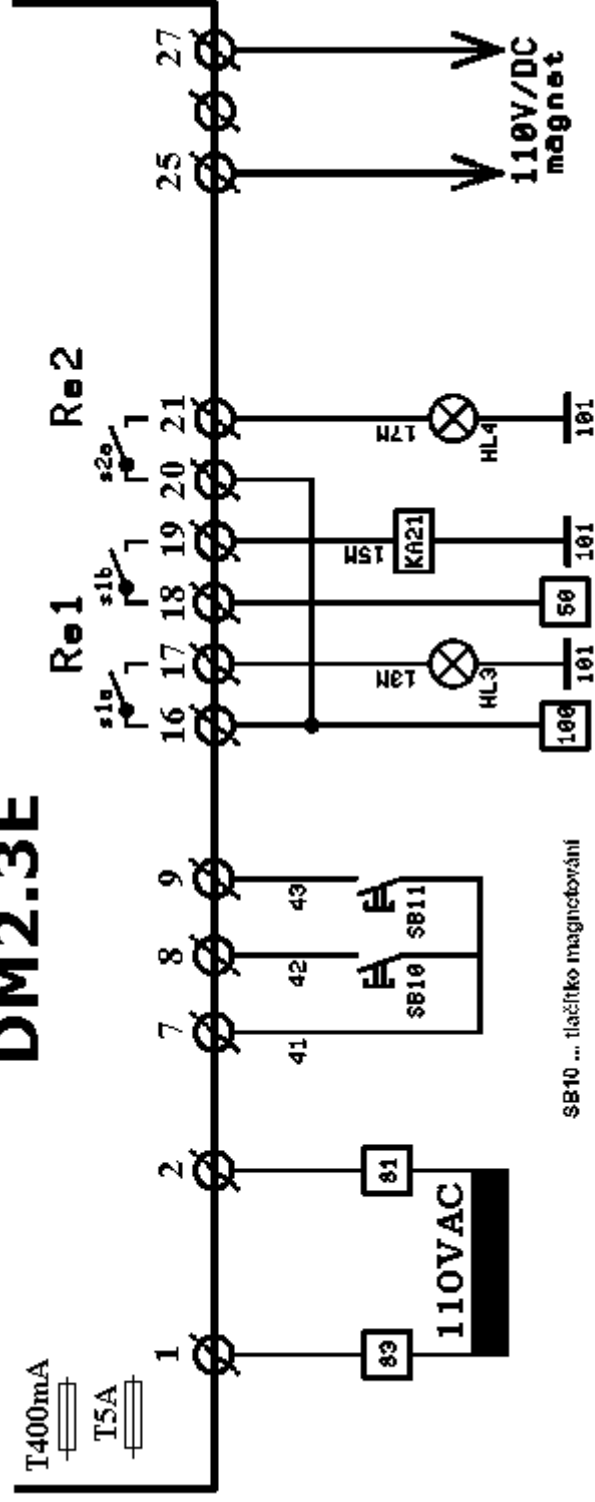 DM2.3E
T400mA
T5A
Re1 Re2
s1a s1b s2a
1 2 7 8 9 16 17 18 19 20 21 25 27
41 42 43
13M 15M 17M
83 81
SB10 SB11
HL3 KA21 HL4
110VAC
110V/DC
magnet
100 101 50 101 101
SB10 ... tlačítko magnetování